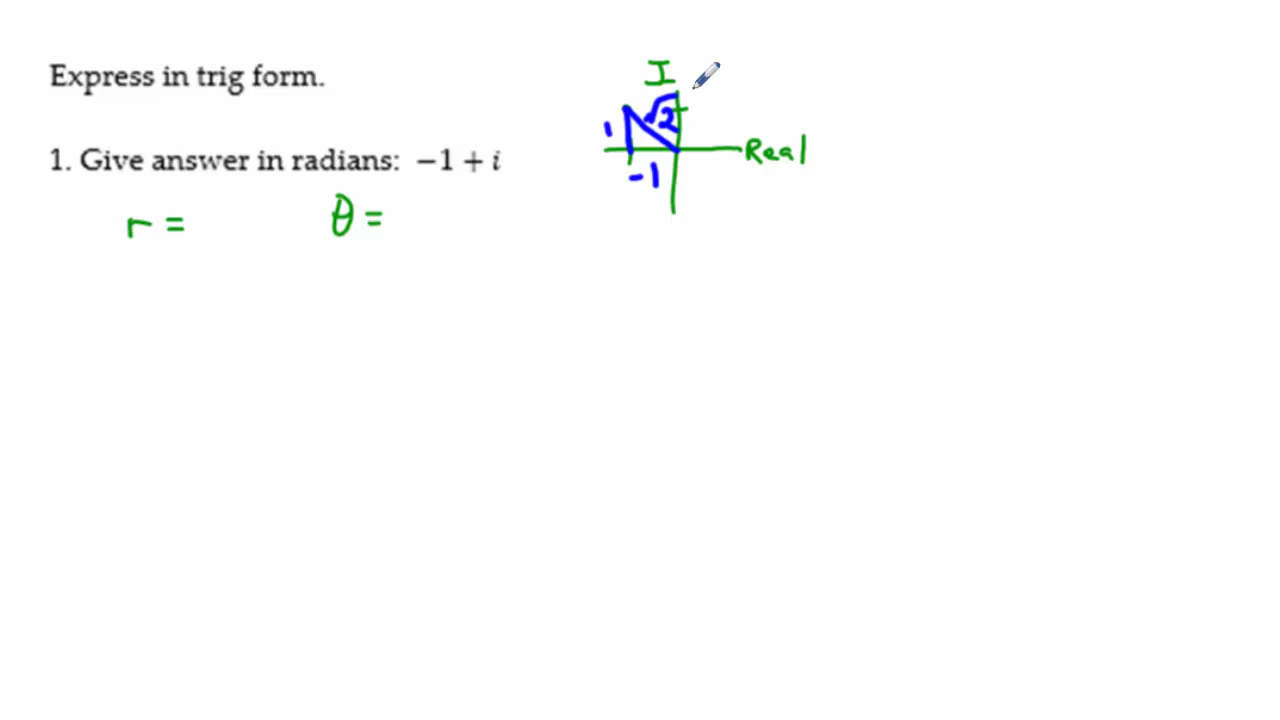 Express in trig form.
1. Give answer in radians: −1 + i
r =
θ =
I
√2
1
Real
-1